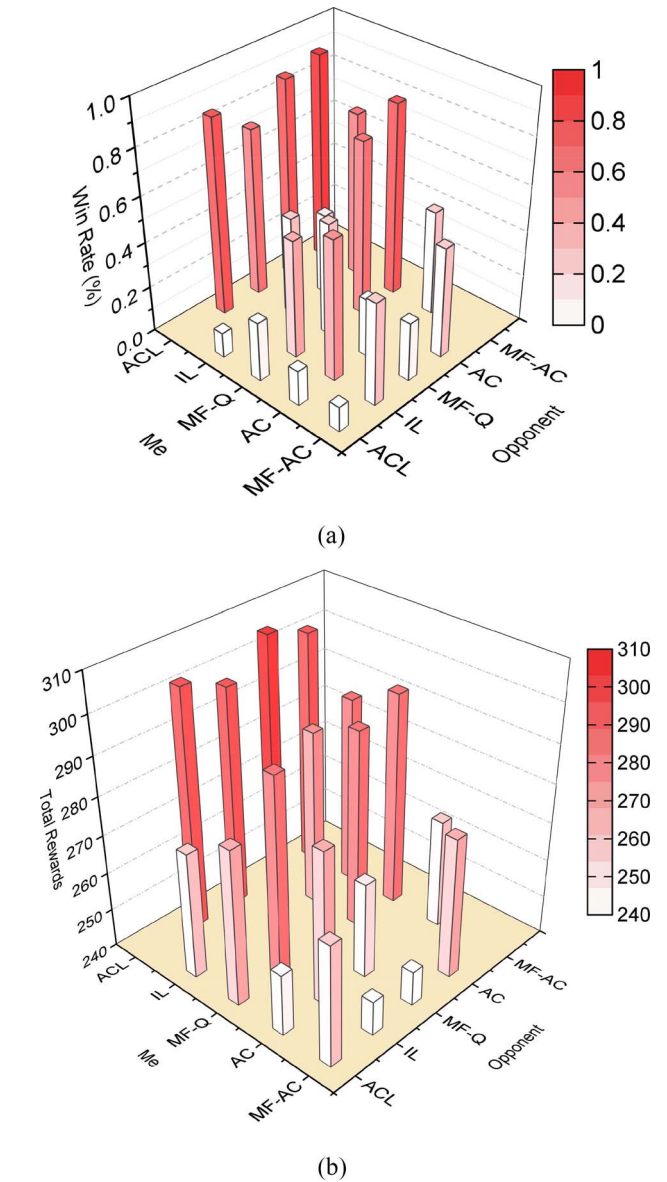 1.0
0.8
0.6
0.4
0.2
0.0
Win Rate (%)
ACL
IL
MF-Q
AC
MF-AC
Me
ACL
IL
MF-Q
AC
MF-AC
Opponent
1
0.8
0.6
0.4
0.2
0
(a)
310
300
290
280
270
260
250
240
Total Rewards
ACL
IL
MF-Q
AC
MF-AC
Me
ACL
IL
MF-Q
AC
MF-AC
Opponent
310
300
290
280
270
260
250
240
(b)